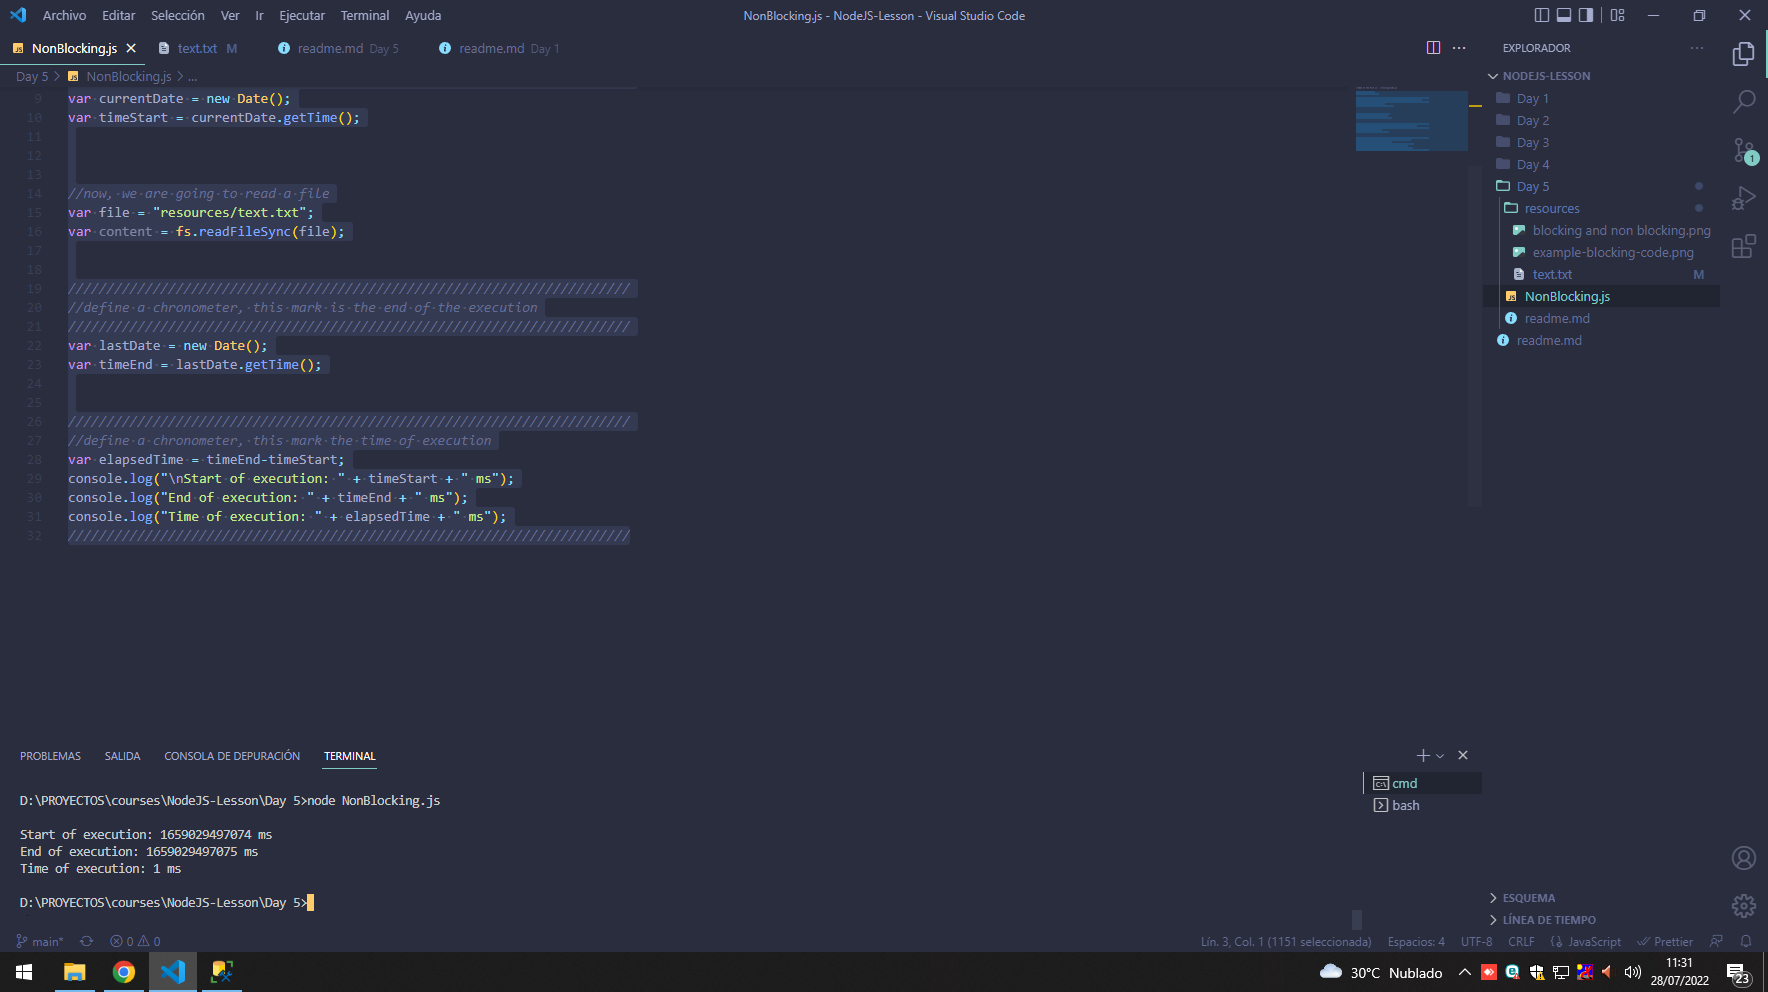 Archivo Editar Selección Ver Ir Ejecutar Terminal Ayuda
NonBlocking.js - NodeJS-Lesson - Visual Studio Code
NonBlocking.js text.txt M readme.md Day 5 readme.md Day 1
Day 5 > NonBlocking.js > ...
9 var currentDate = new Date();
10 var timeStart = currentDate.getTime();
11
12
13
14 //now, we are going to read a file
15 var file = "resources/text.txt";
16 var content = fs.readFileSync(file);
17
18
19 /////////////////////////////////////////////////////////////////////////
20 //define a chronometer, this mark is the end of the execution
21 /////////////////////////////////////////////////////////////////////////
22 var lastDate = new Date();
23 var timeEnd = lastDate.getTime();
24
25
26 /////////////////////////////////////////////////////////////////////////
27 //define a chronometer, this mark the time of execution
28 var elapsedTime = timeEnd-timeStart;
29 console.log("\nStart of execution: " + timeStart + " ms");
30 console.log("End of execution: " + timeEnd + " ms");
31 console.log("Time of execution: " + elapsedTime + " ms");
32 /////////////////////////////////////////////////////////////////////////
EXPLORADOR
NODEJS-LESSON
Day 1
Day 2
Day 3
Day 4
Day 5
resources
blocking and non blocking.png
example-blocking-code.png
text.txt M
NonBlocking.js
readme.md
readme.md
1
PROBLEMAS SALIDA CONSOLA DE DEPURACIÓN TERMINAL
D:\PROYECTOS\courses\NodeJS-Lesson\Day 5>node NonBlocking.js
Start of execution: 1659029497074 ms
End of execution: 1659029497075 ms
Time of execution: 1 ms
D:\PROYECTOS\courses\NodeJS-Lesson\Day 5>
cmd
bash
ESQUEMA
LÍNEA DE TIEMPO
main* 0 0
Lín. 3, Col. 1 (1151 seleccionada) Espacios: 4 UTF-8 CRLF JavaScript Prettier
30°C Nublado
11:31
28/07/2022
23